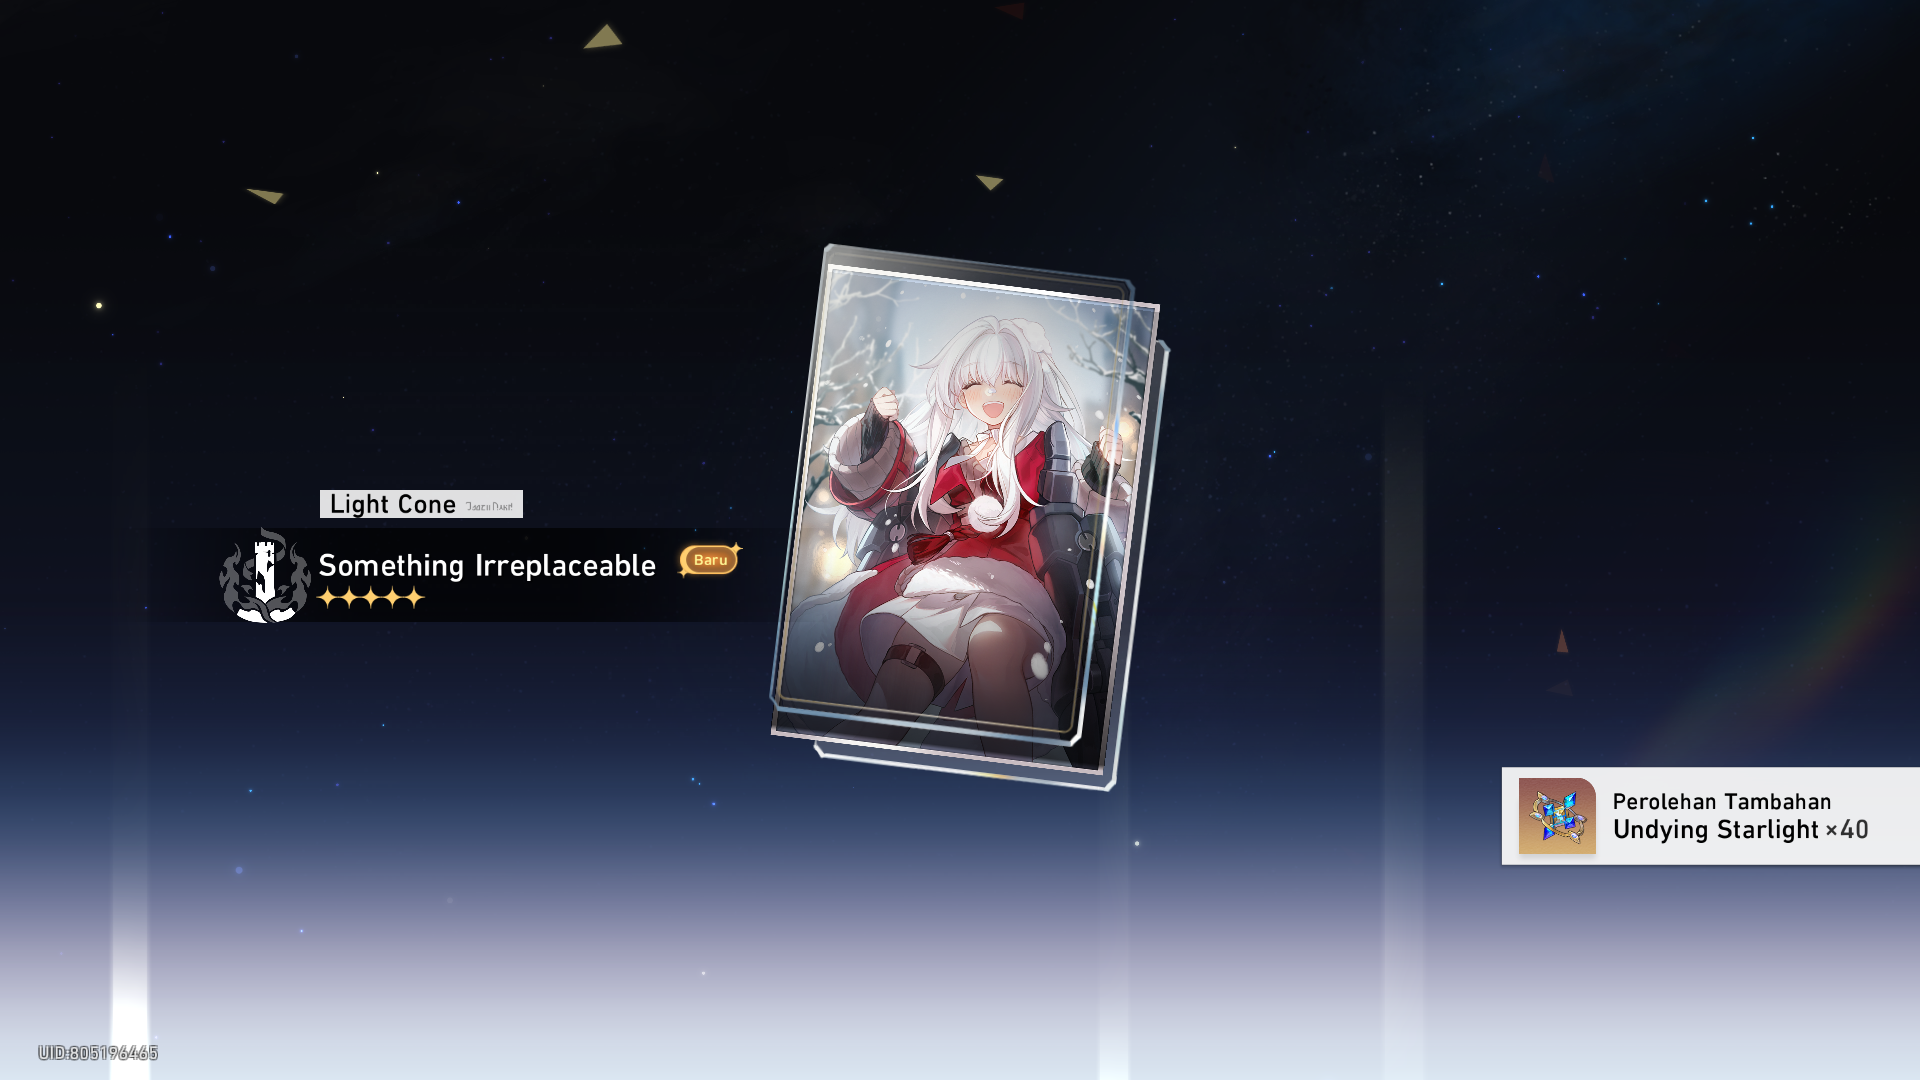 Light Cone
Something Irreplaceable
Baru
Perolehan Tambahan
Undying Starlight ×40
UID:805196465